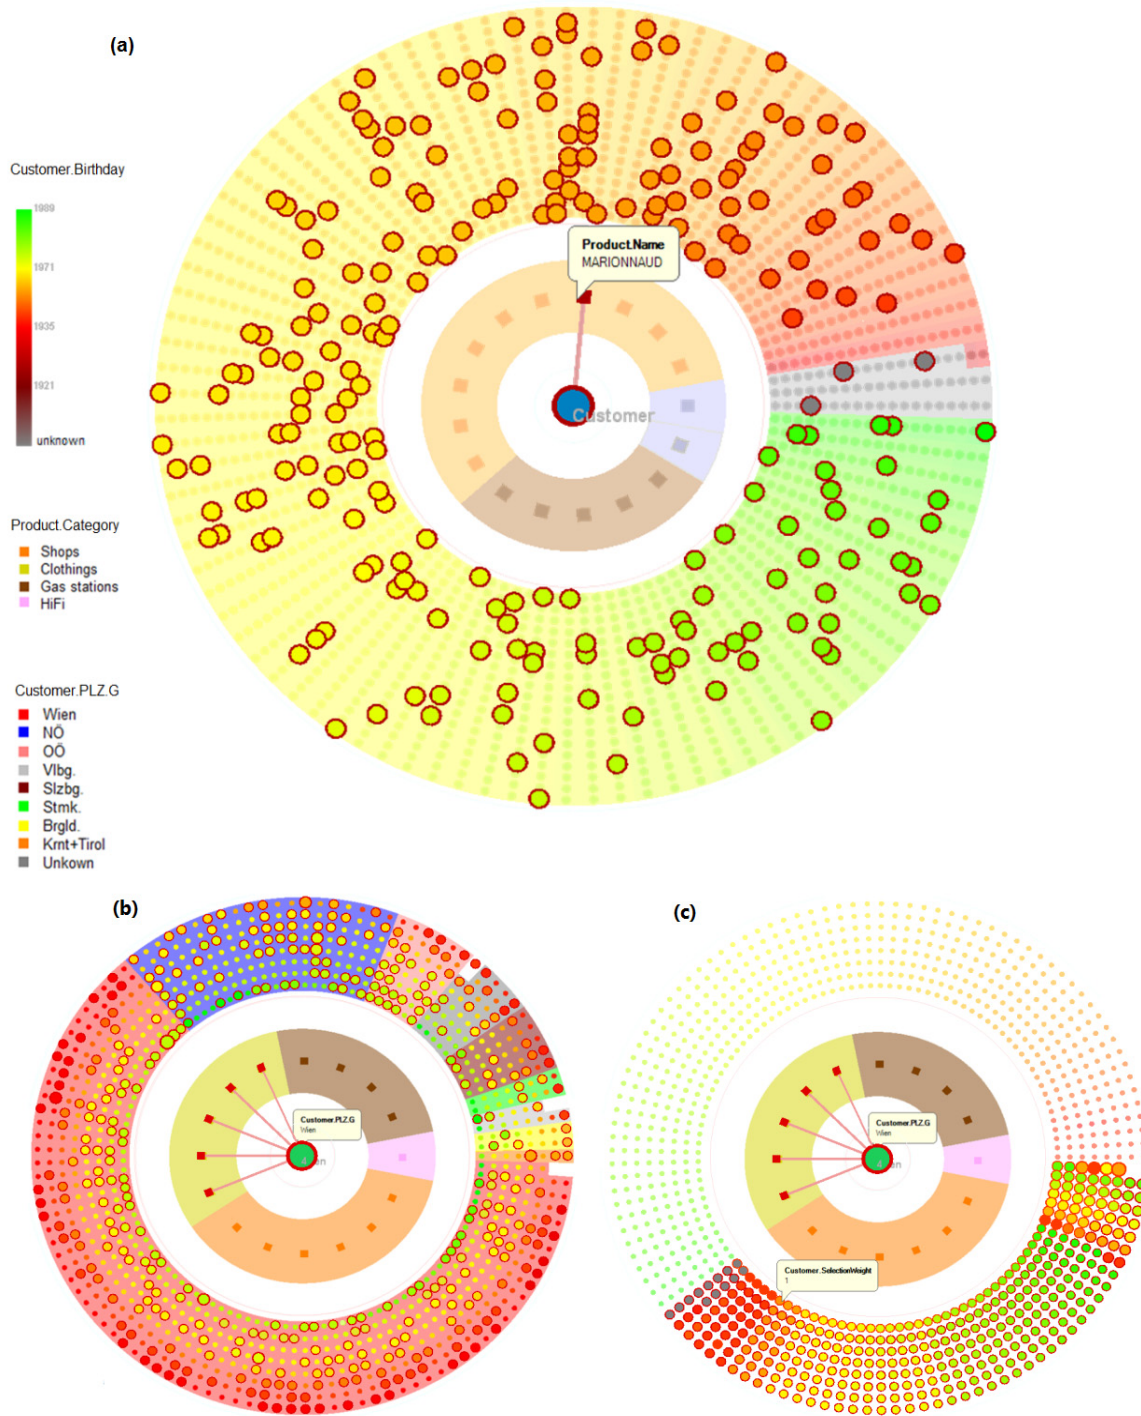 (a)
Customer.Birthday
1989
1971
1935
1921
unknown
Product.Name
MARIONNAUD
Customer
Product.Category
Shops
Clothings
Gas stations
HiFi
Customer.PLZ.G
Wien
NÖ
OÖ
Vlbg.
Slzbg.
Stmk.
Brgld.
Krnt+Tirol
Unkown
(b)
Customer.PLZ.G
Wien
(c)
Customer.PLZ.G
Wien
Customer.SelectionWeight
1